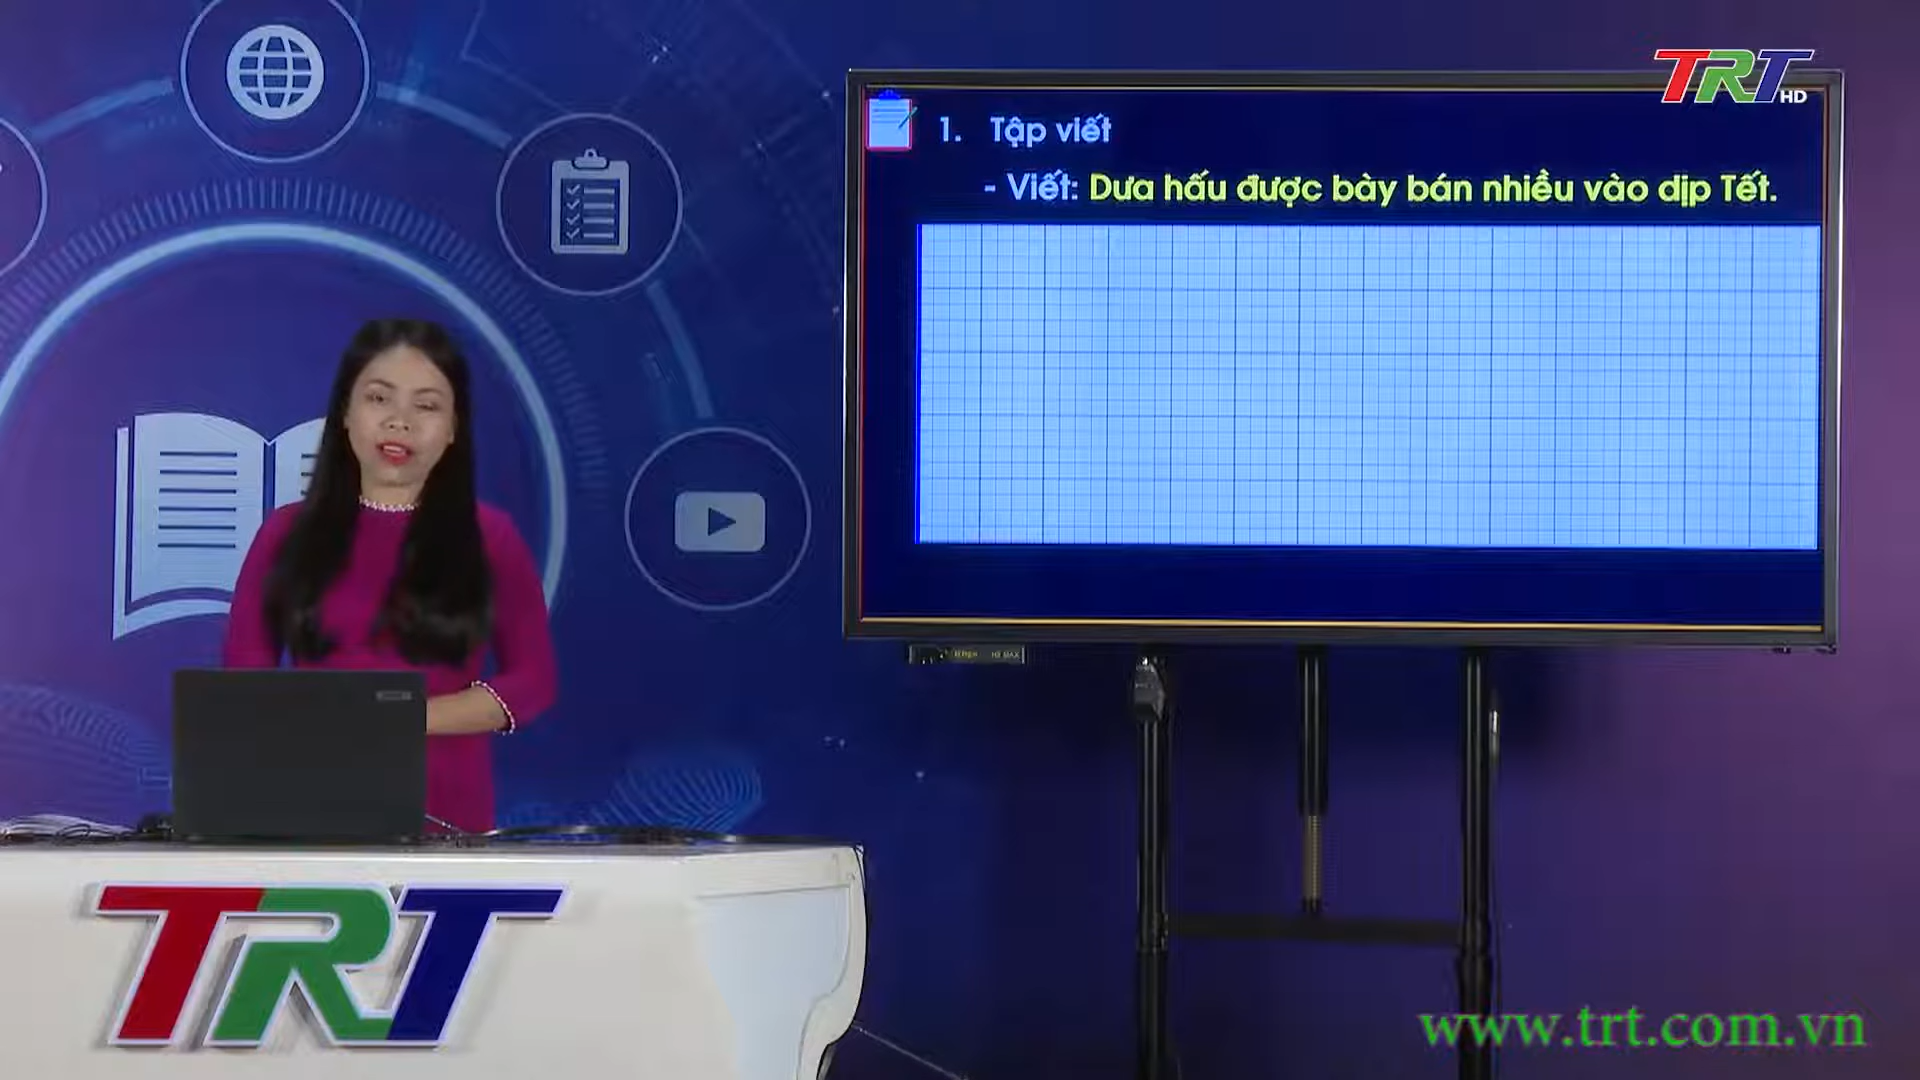 TRT HD
1. Tập viết
- Viết: Dưa hấu được bày bán nhiều vào dịp Tết.
TRT
www.trt.com.vn